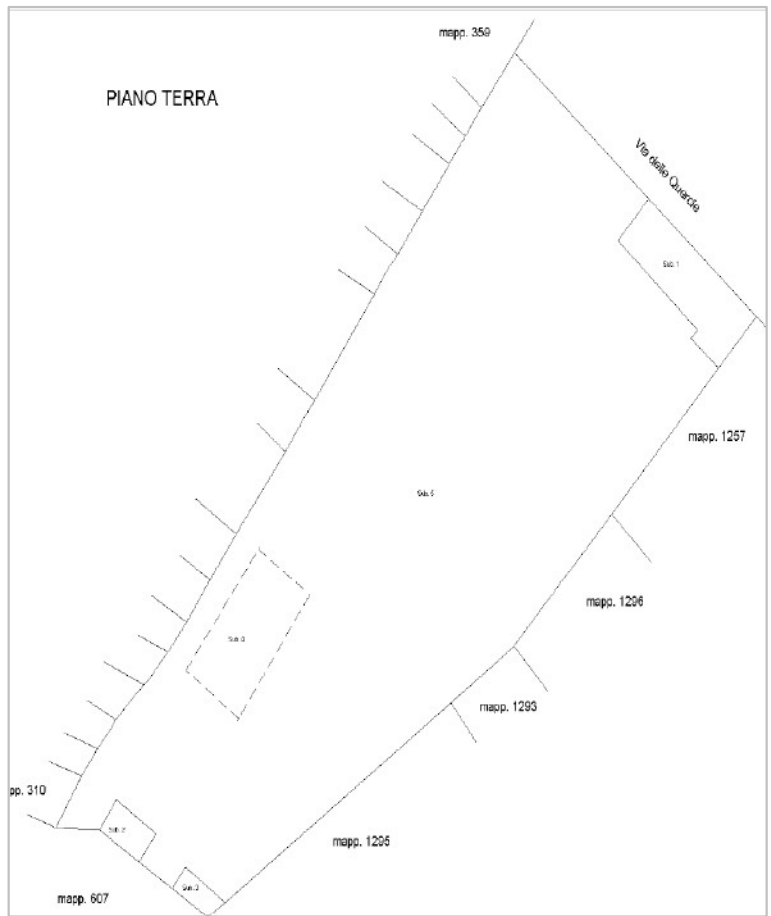 mapp. 359
PIANO TERRA
Via delle Querce
Sub. 1
mapp. 1257
mapp. 1296
mapp. 1293
pp. 310
Sub. 2
mapp. 1295
Sub. 3
mapp. 607